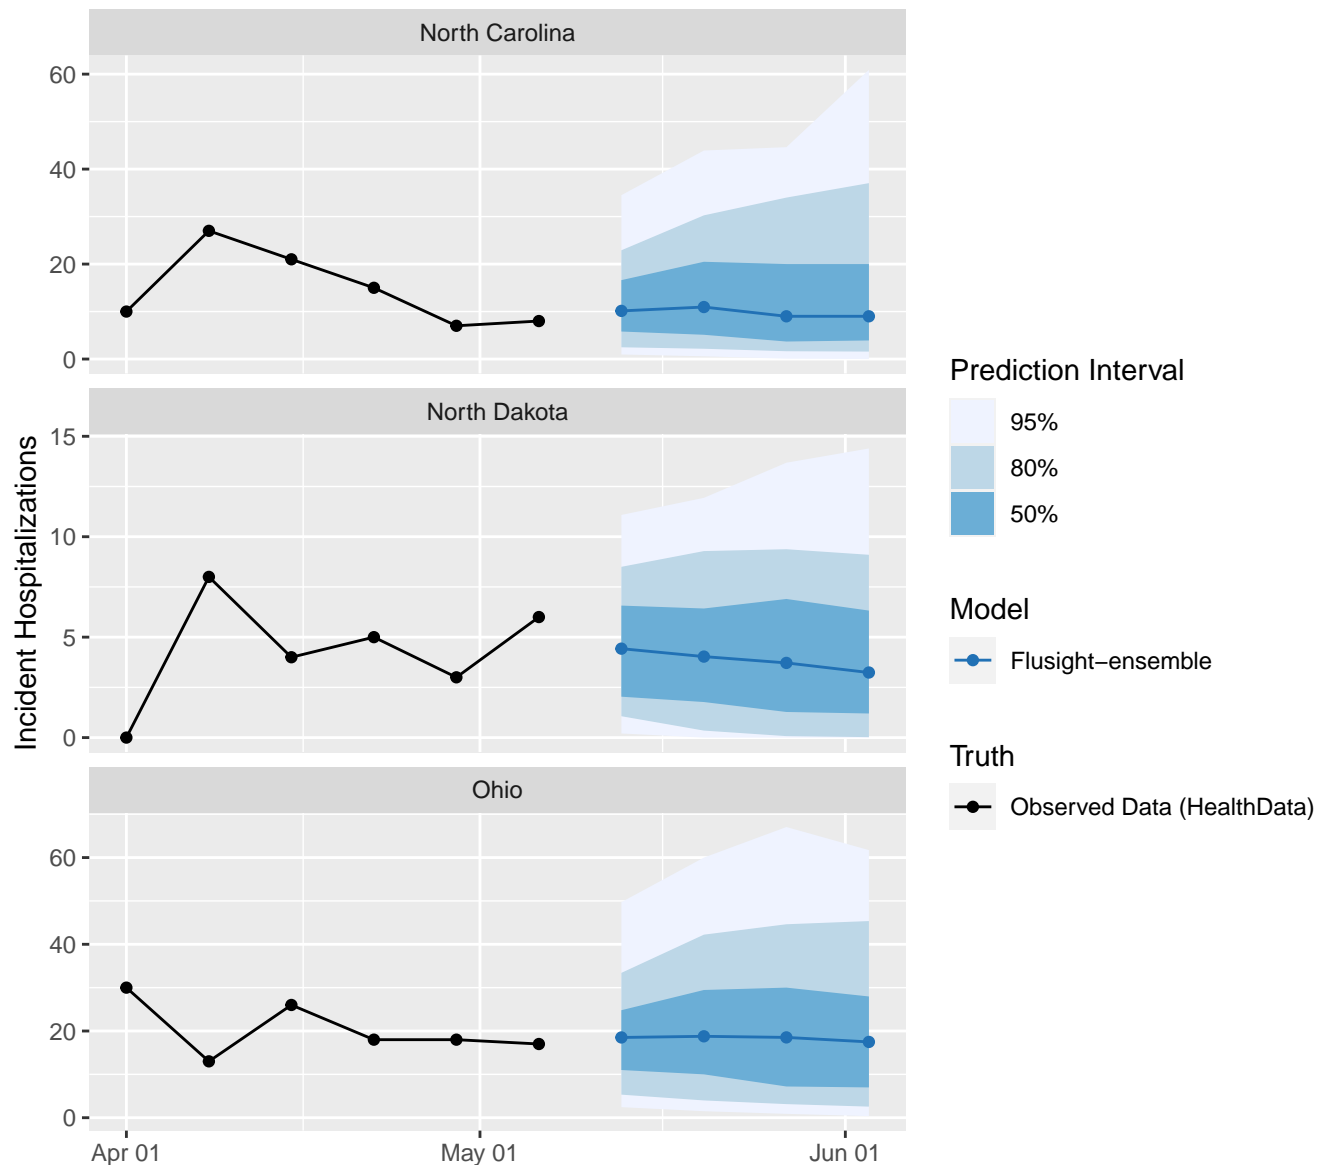 North Carolina
60
40
20
0
North Dakota
15
10
5
0
Ohio
60
40
20
0
Apr 01
May 01
Jun 01
Incident Hospitalizations
Prediction Interval
95%
80%
50%
Model
Flusight−ensemble
Truth
Observed Data (HealthData)